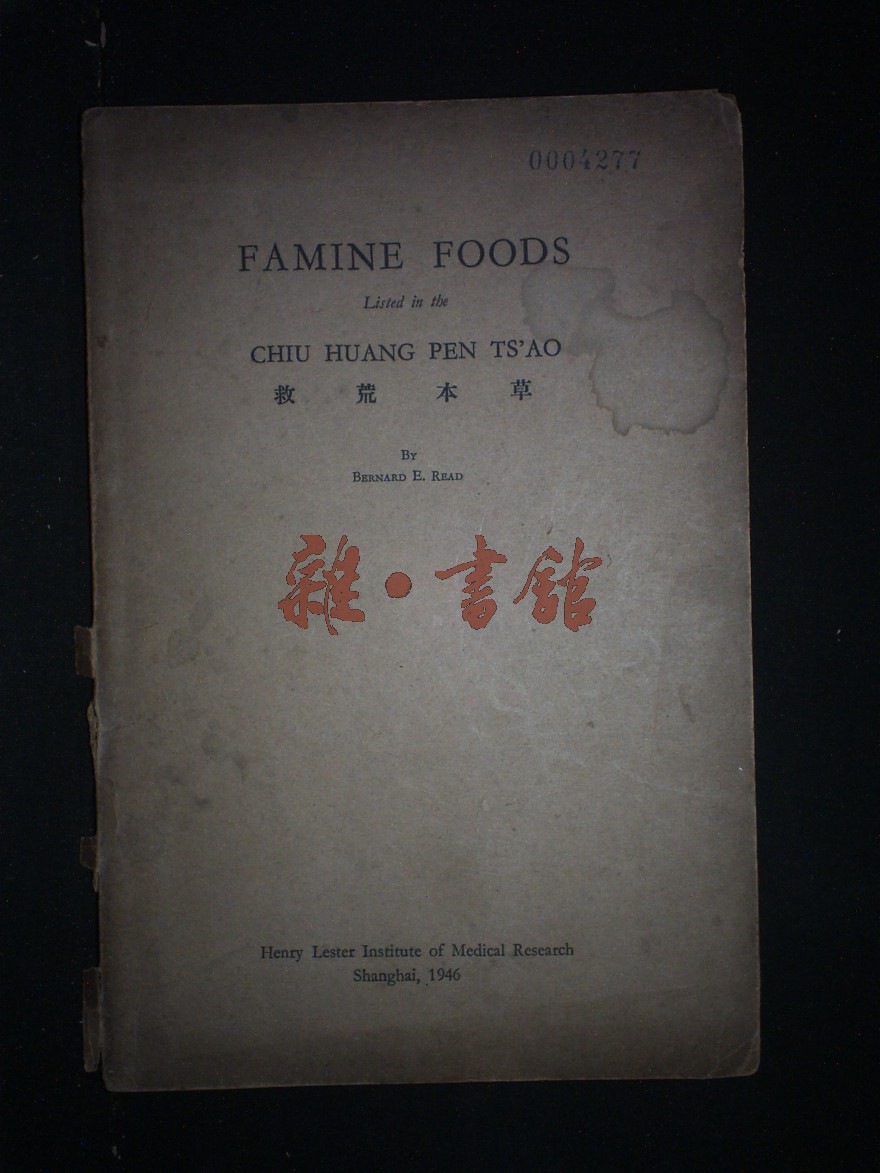 0004277
FAMINE FOODS
Listed in the
CHIU HUANG PEN TS'AO
救 荒 本 草
By
Bernard E. Read
雜·書館
Henry Lester Institute of Medical Research
Shanghai, 1946